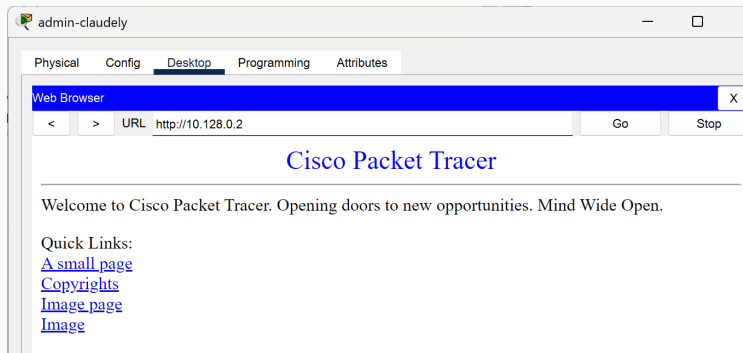 admin-claudely
Physical Config Desktop Programming Attributes
Web Browser X
< > URL http://10.128.0.2 Go Stop
Cisco Packet Tracer
Welcome to Cisco Packet Tracer. Opening doors to new opportunities. Mind Wide Open.
Quick Links:
A small page
Copyrights
Image page
Image